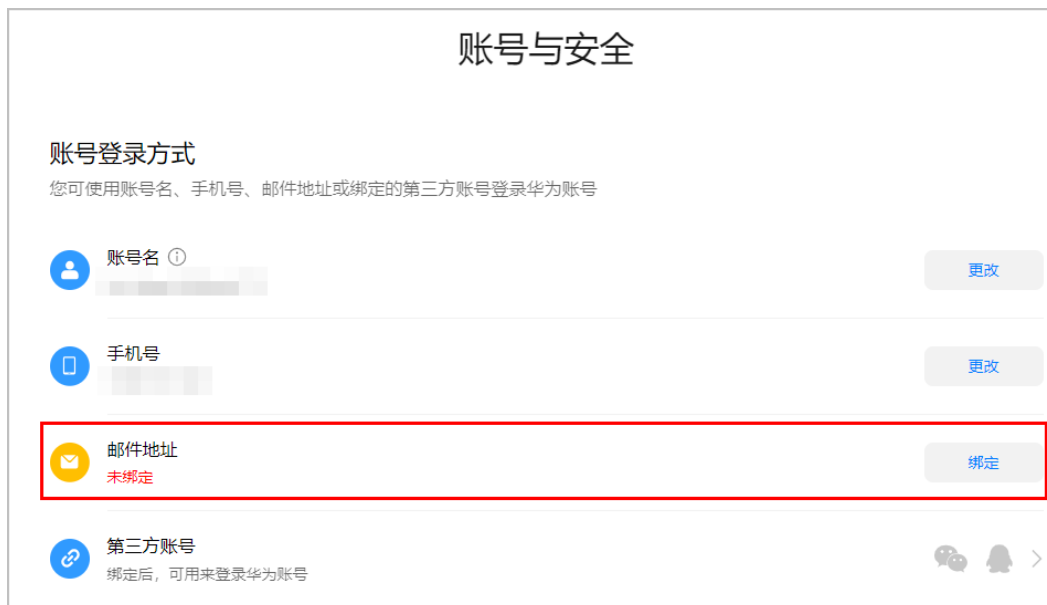 账号与安全
账号登录方式
您可使用账号名、手机号、邮件地址或绑定的第三方账号登录华为账号
账号名
更改
手机号
更改
邮件地址
未绑定
绑定
第三方账号
绑定后，可用来登录华为账号